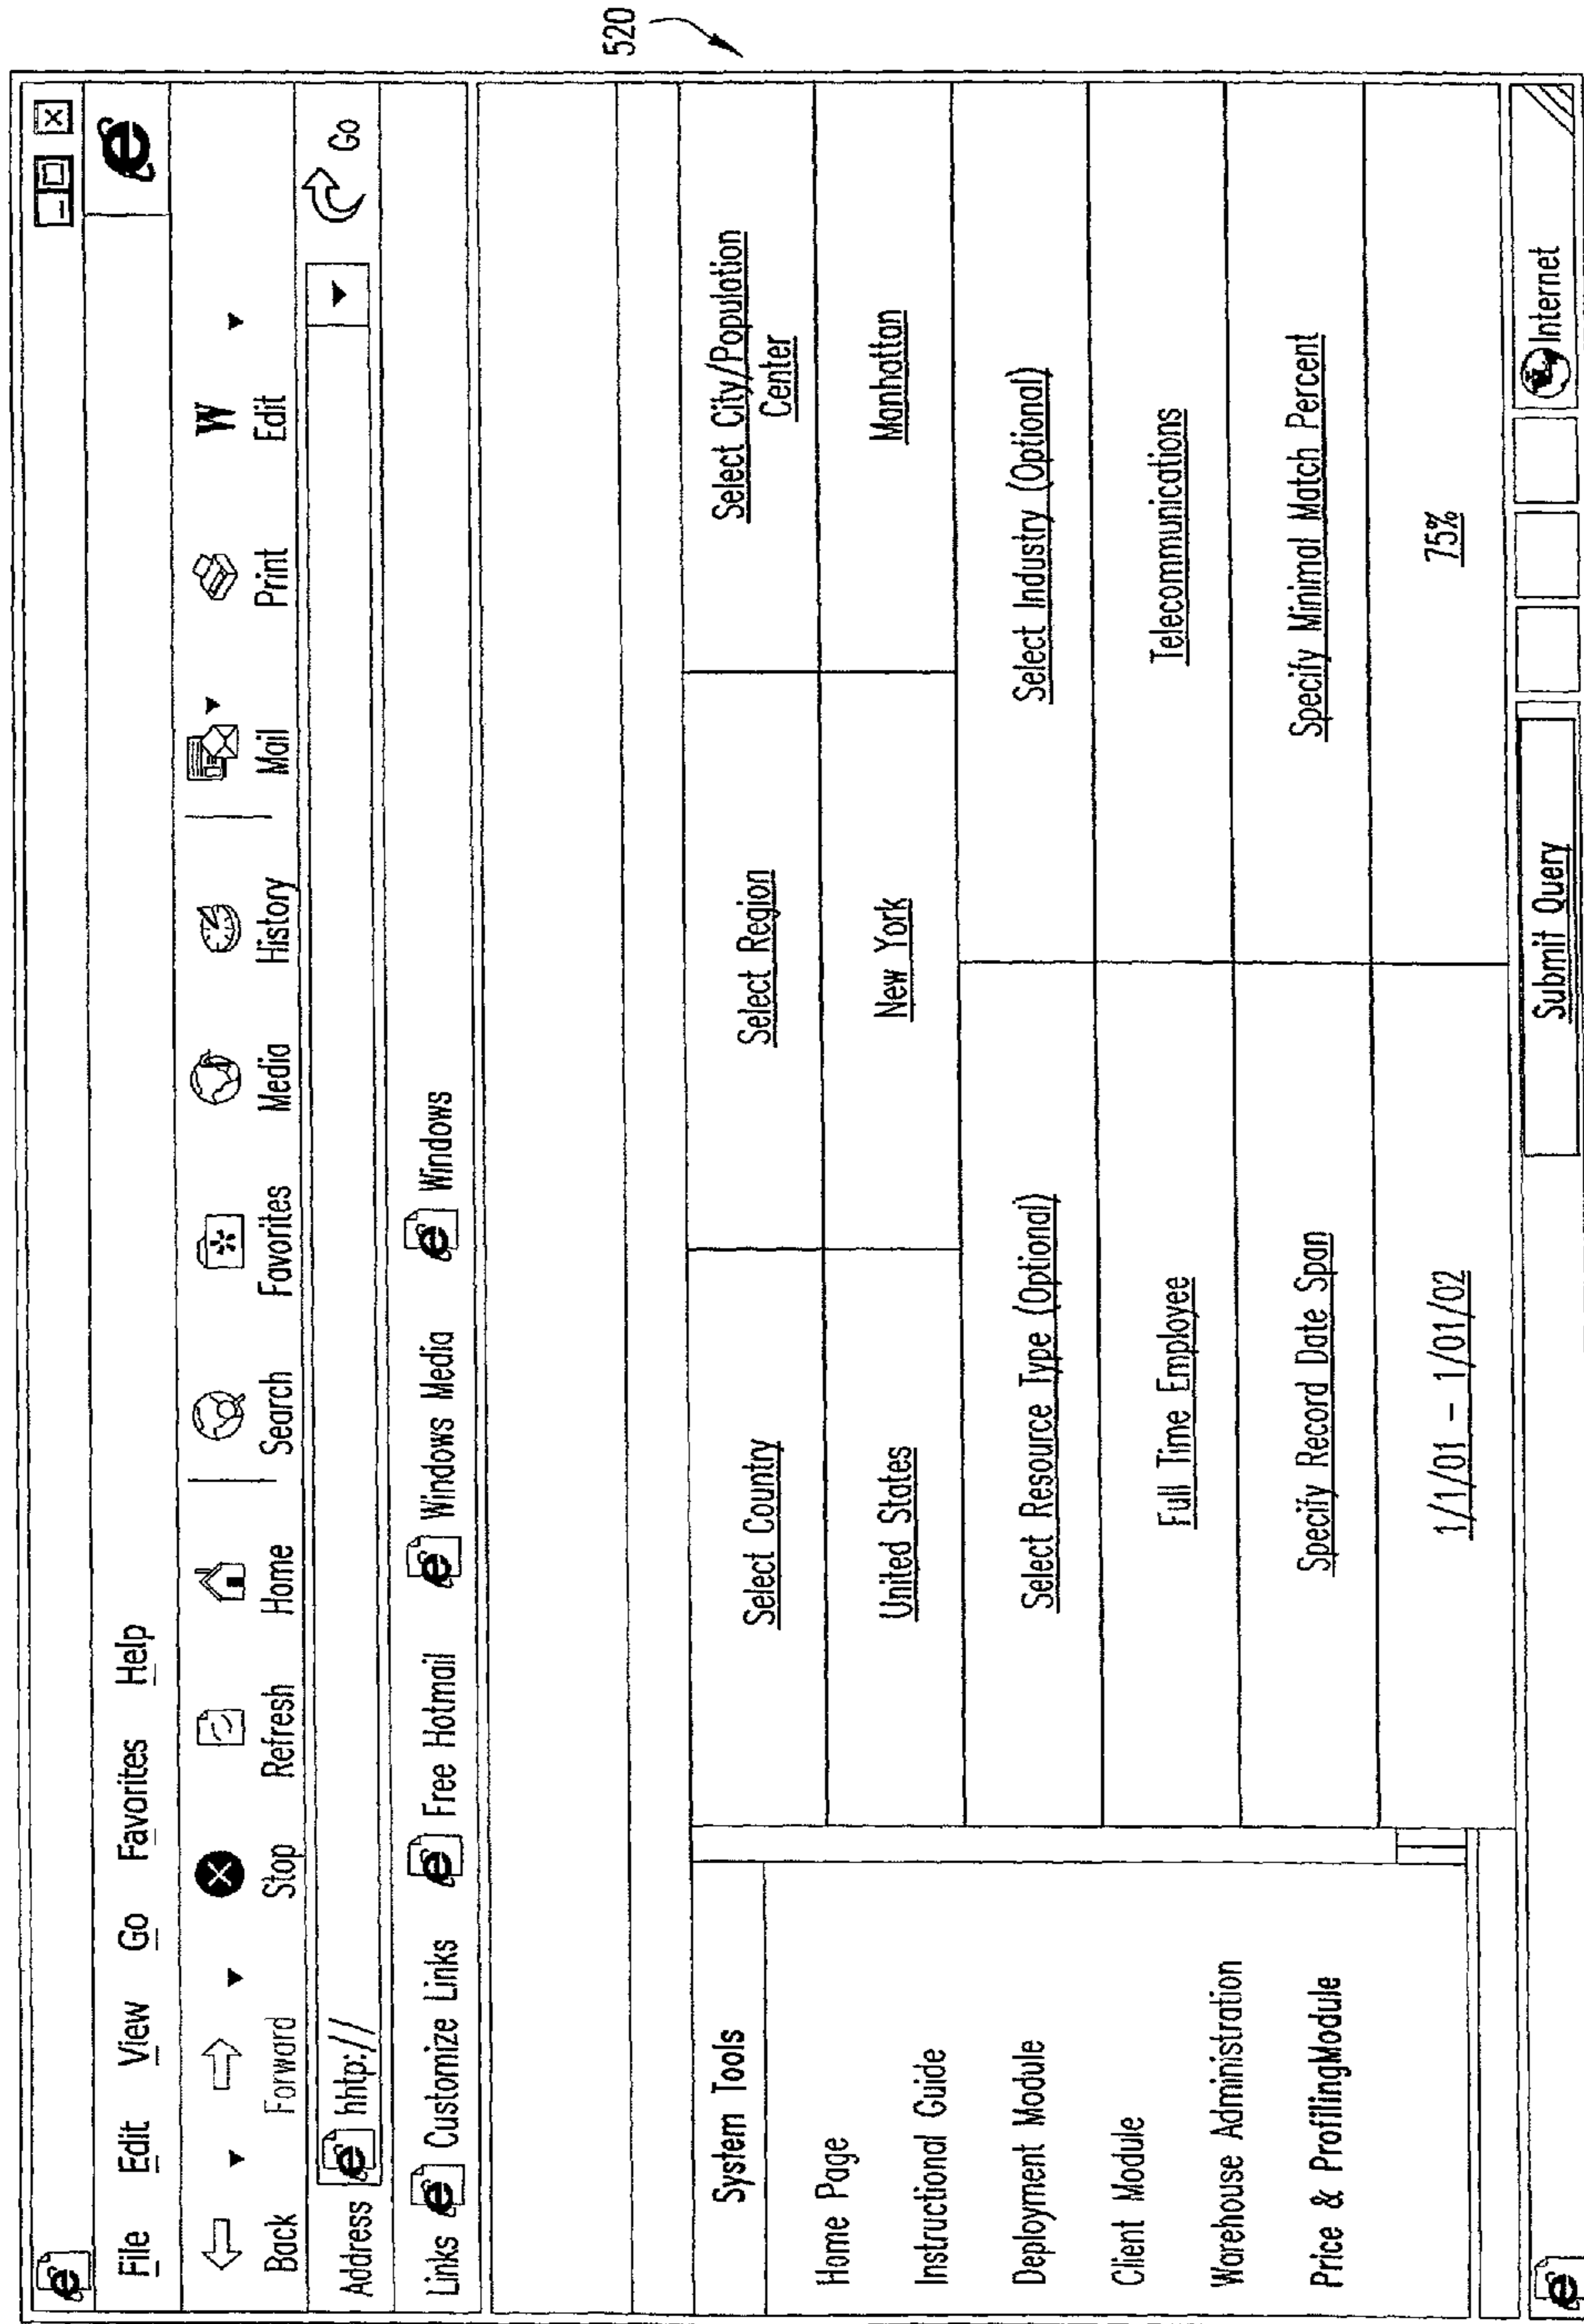 520
File Edit View Go Favorites Help
Back Forward Stop Refresh Home Search Favorites Media History Mail Print Edit
W
Address hhtp:// Go
Links Customize Links Free Hotmail Windows Media Windows
System Tools
Home Page
Instructional Guide
Deployment Module
Client Module
Warehouse Administration
Price & ProfilingModule
Select Country Select Region Select City/Population
Center
United States New York Manhattan
Select Resource Type (Optional) Select Industry (Optional)
Full Time Employee Telecommunications
Specify Record Date Span Specify Minimal Match Percent
1/1/01 - 1/01/02 75%
Submit Query Internet